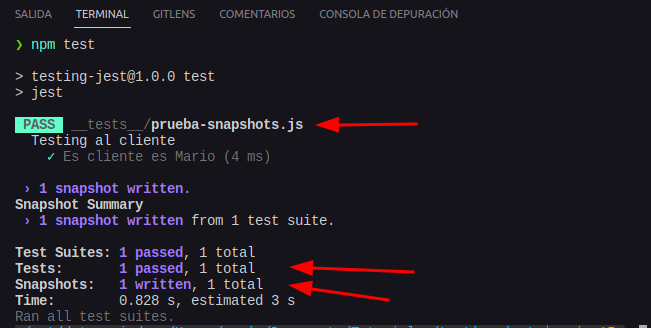 SALIDA TERMINAL GITLENS COMENTARIOS CONSOLA DE DEPURACIÓN
❯ npm test
> testing-jest@1.0.0 test
> jest
PASS __tests__/prueba-snapshots.js
Testing al cliente
✓ Es cliente es Mario (4 ms)
› 1 snapshot written.
Snapshot Summary
› 1 snapshot written from 1 test suite.
Test Suites: 1 passed, 1 total
Tests: 1 passed, 1 total
Snapshots: 1 written, 1 total
Time: 0.828 s, estimated 3 s
Ran all test suites.